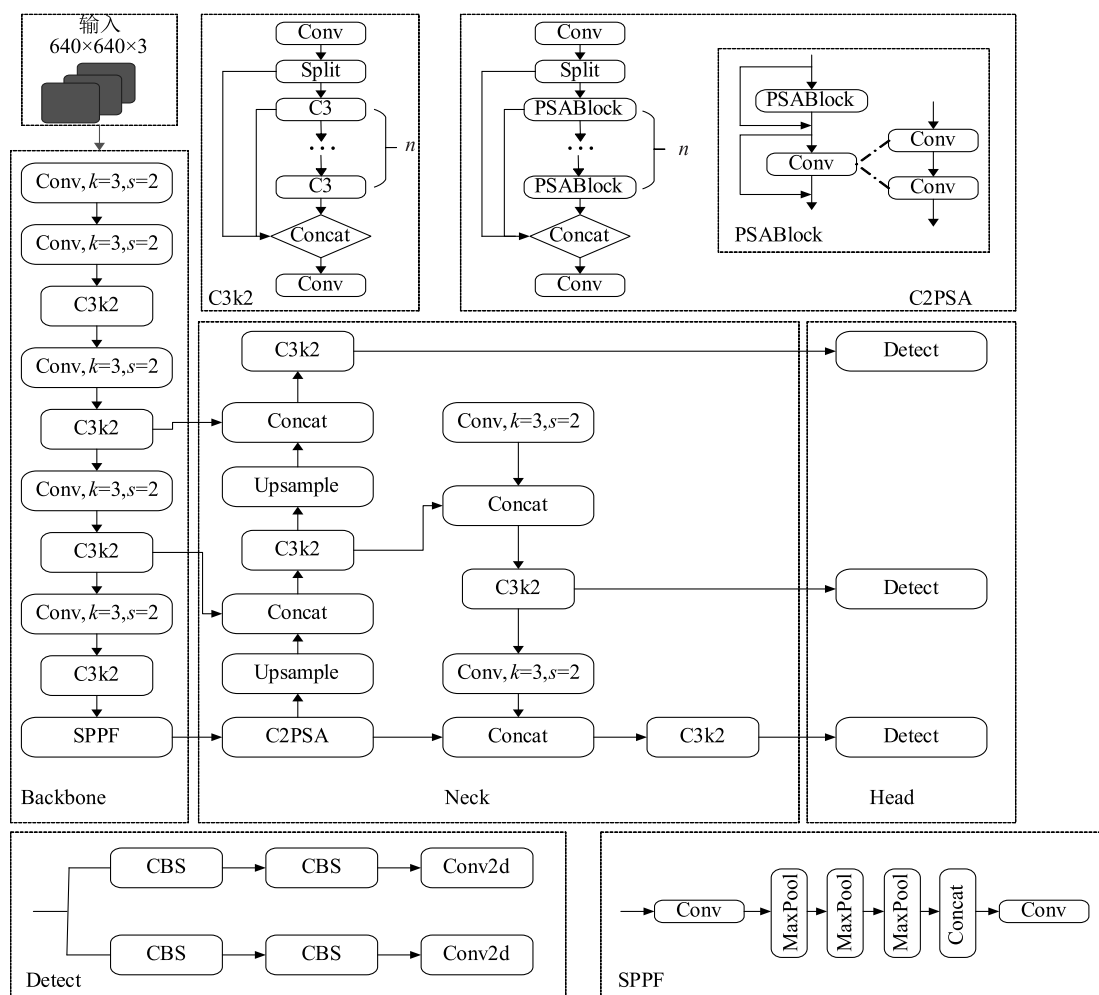 输入
640×640×3
Conv, k=3,s=2
Conv, k=3,s=2
C3k2
Conv, k=3,s=2
C3k2
Conv, k=3,s=2
C3k2
Conv, k=3,s=2
C3k2
SPPF
Backbone
Conv
Split
C3
...
C3
n
Concat
Conv
C3k2
Conv
Split
PSABlock
...
PSABlock
n
Concat
Conv
PSABlock
Conv
Conv
Conv
PSABlock
C2PSA
C3k2
Concat
Upsample
C3k2
Concat
Upsample
C2PSA
Conv, k=3,s=2
Concat
C3k2
Conv, k=3,s=2
Concat
C3k2
Neck
Detect
Detect
Detect
Head
CBS
CBS
Conv2d
CBS
CBS
Conv2d
Detect
Conv
MaxPool
MaxPool
MaxPool
Concat
Conv
SPPF